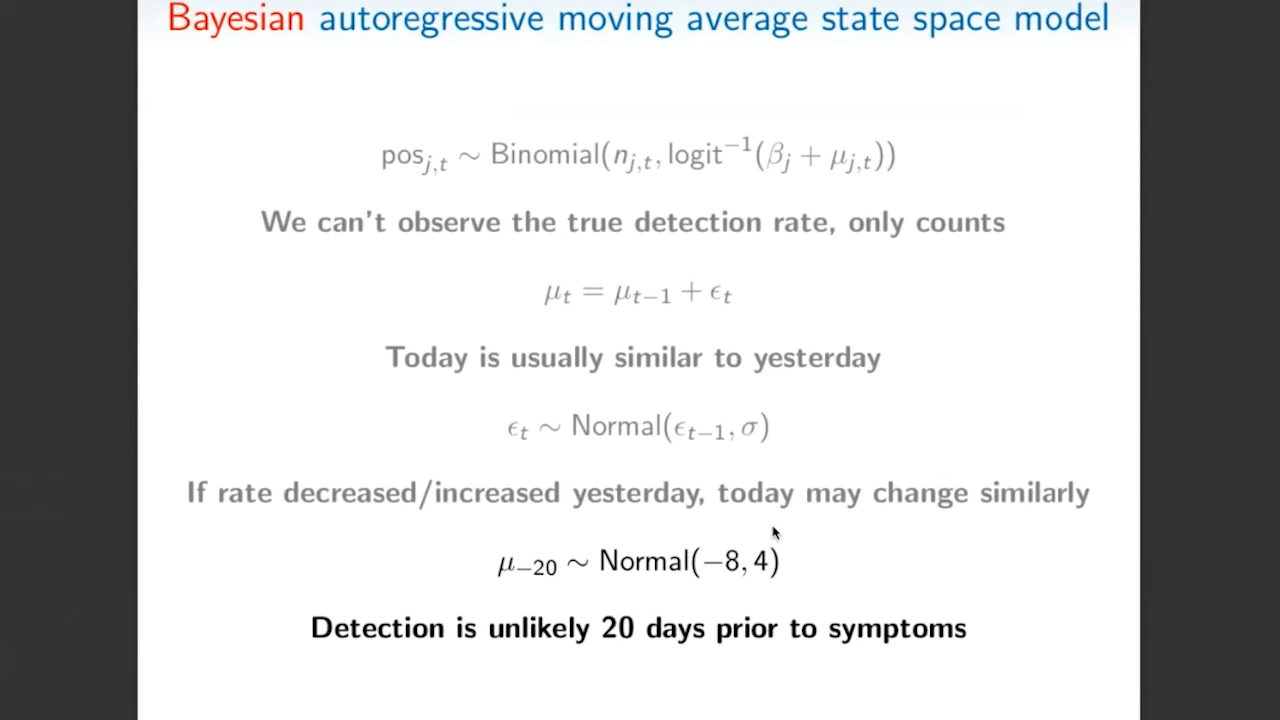 Bayesian autoregressive moving average state space model
pos_{j,t} ∼ Binomial(n_{j,t}, logit^{−1}(β_j + μ_{j,t}))
We can't observe the true detection rate, only counts
μ_t = μ_{t−1} + ϵ_t
Today is usually similar to yesterday
ϵ_t ∼ Normal(ϵ_{t−1}, σ)
If rate decreased/increased yesterday, today may change similarly
μ_{−20} ∼ Normal(−8, 4)
Detection is unlikely 20 days prior to symptoms